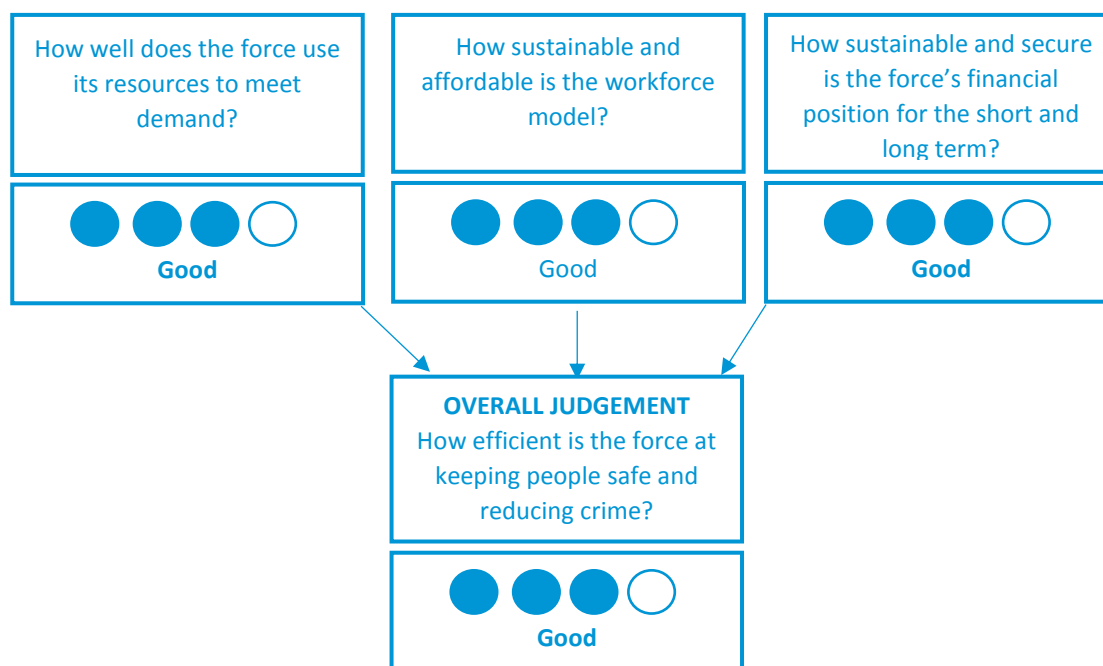 How well does the force use
its resources to meet
demand?
Good
How sustainable and
affordable is the workforce
model?
Good
How sustainable and secure
is the force’s financial
position for the short and
long term?
Good
OVERALL JUDGEMENT
How efficient is the force at
keeping people safe and
reducing crime?
Good